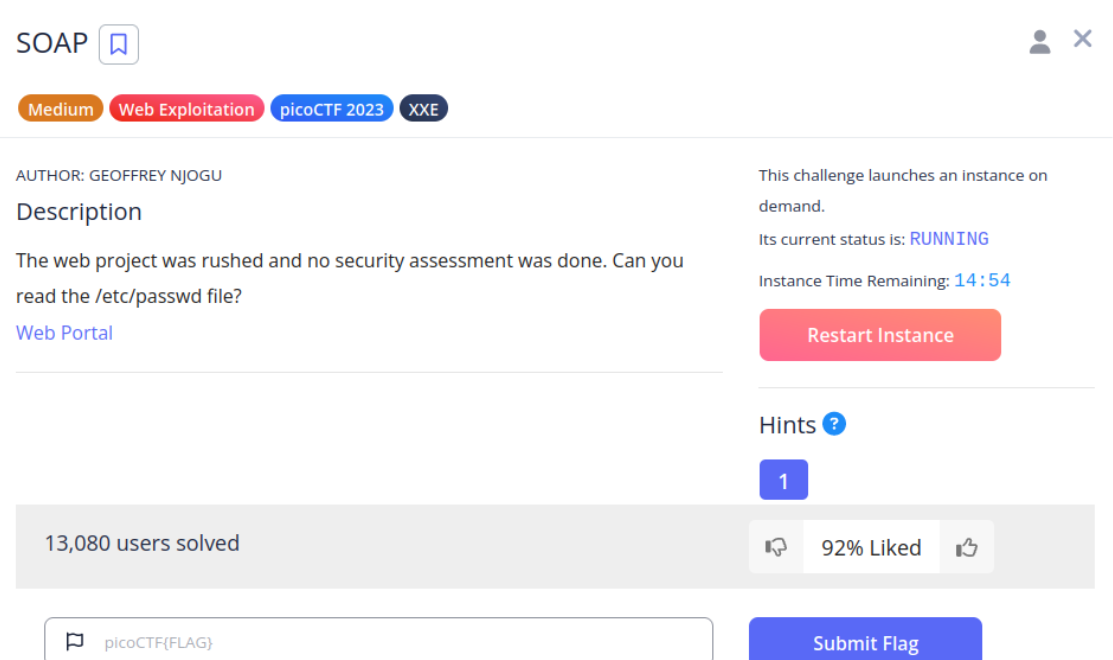 SOAP
Medium Web Exploitation picoCTF 2023 XXE
AUTHOR: GEOFFREY NJOGU
Description
The web project was rushed and no security assessment was done. Can you
read the /etc/passwd file?
Web Portal
This challenge launches an instance on
demand.
Its current status is: RUNNING
Instance Time Remaining: 14:54
Restart Instance
Hints ?
1
13,080 users solved
92% Liked
picoCTF{FLAG}
Submit Flag